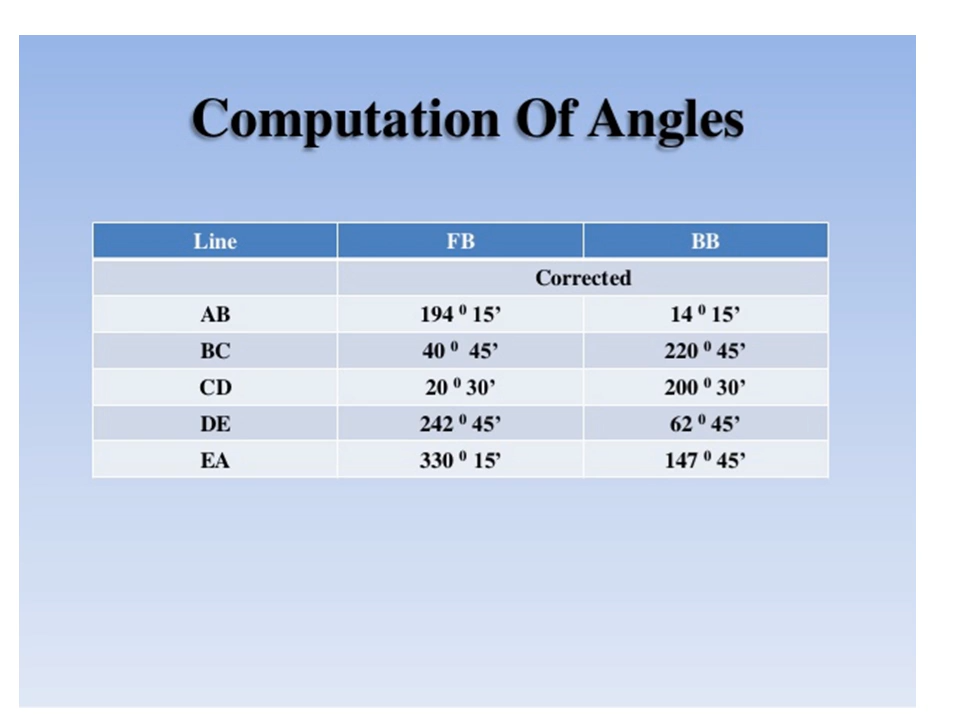 Computation Of Angles
Line FB BB
Corrected
AB 194 ⁰ 15’ 14 ⁰ 15’
BC 40 ⁰ 45’ 220 ⁰ 45’
CD 20 ⁰ 30’ 200 ⁰ 30’
DE 242 ⁰ 45’ 62 ⁰ 45’
EA 330 ⁰ 15’ 147 ⁰ 45’